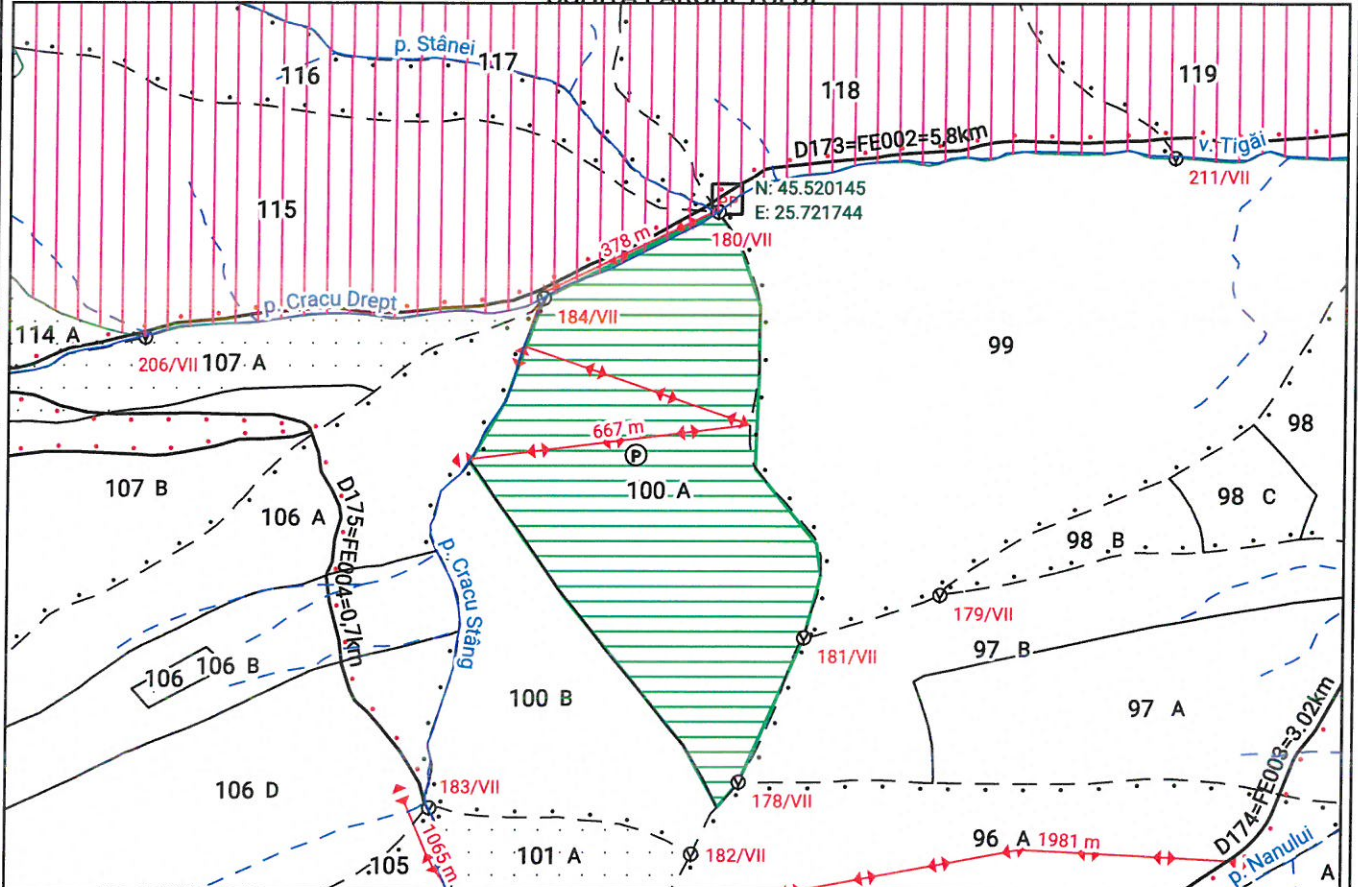 p. Stânei
116
117
118
119
D173=FE002=5,8km
v. Tigăi
211/VII
N: 45.520145
E: 25.721744
115
378 m
180/VII
p. Cracu Drept
184/VII
114 A
206/VII
107 A
99
667 m
P
100 A
98
98 C
98 B
107 B
106 A
D175=FE004=0,7km
p. Cracu Stâng
179/VII
181/VII
97 B
106
106 B
100 B
97 A
D174=FE003=3.02km
106 D
183/VII
178/VII
1065 m
105
101 A
182/VII
96 A
1981 m
p. Nanului
A